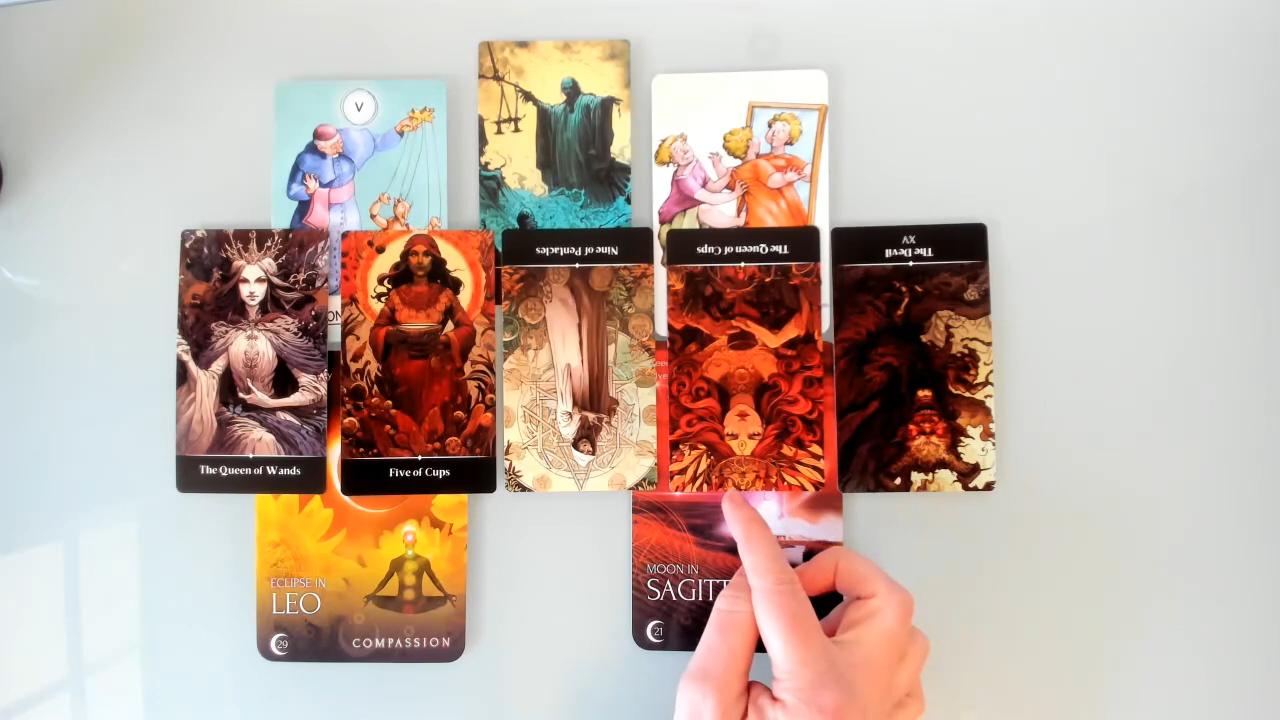 V
Nine of Pentacles
The Queen of Cups
XV
The Devil
The Queen of Wands
Five of Cups
ECLIPSE IN
LEO
29
COMPASSION
MOON IN
21